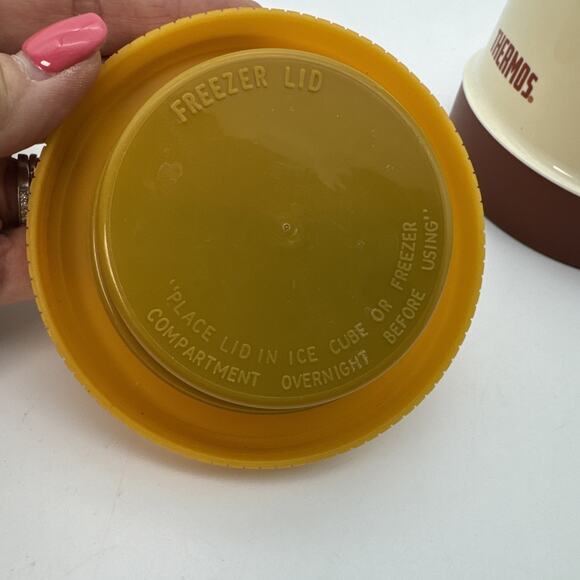 FREEZER LID
"PLACE LID IN ICE CUBE OR FREEZER
COMPARTMENT OVERNIGHT BEFORE USING"
THERMOS®